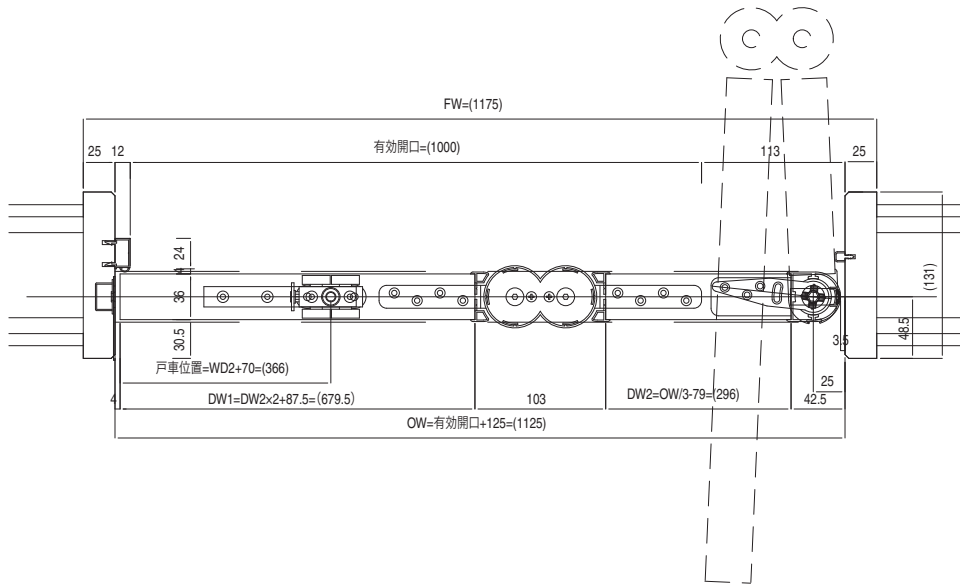 FW=(1175)
25 12 有効開口=(1000) 113 25
24
4
36
30.5
(131)
48.5
3.5
25
戸車位置=WD2+70=(366)
4 DW1=DW2×2+87.5=(679.5) 103 DW2=OW/3-79=(296) 42.5
OW=有効開口+125=(1125)